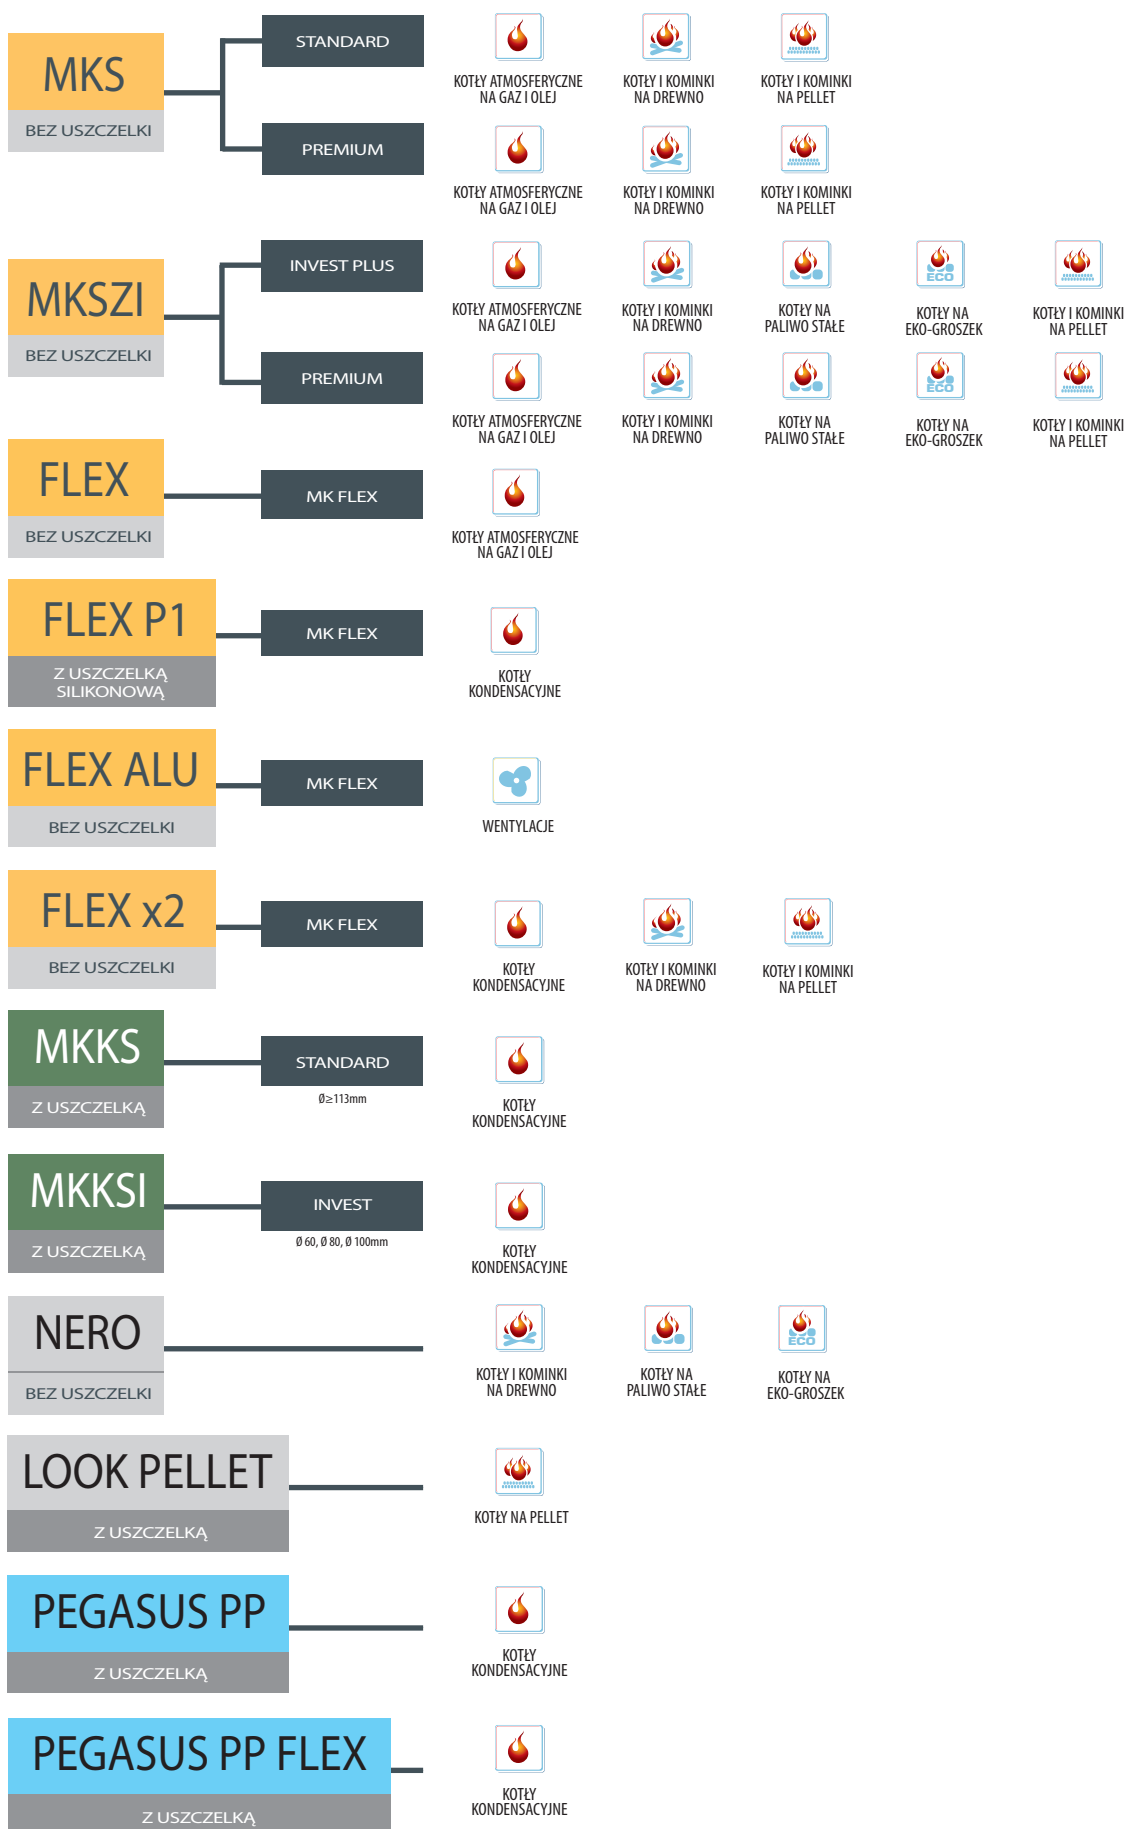 MKS
BEZ USZCZELKI
STANDARD
KOTŁY ATMOSFERYCZNE
NA GAZ I OLEJ
KOTŁY I KOMINKI
NA DREWNO
KOTŁY I KOMINKI
NA PELLET
PREMIUM
KOTŁY ATMOSFERYCZNE
NA GAZ I OLEJ
KOTŁY I KOMINKI
NA DREWNO
KOTŁY I KOMINKI
NA PELLET
MKSZI
BEZ USZCZELKI
INVEST PLUS
KOTŁY ATMOSFERYCZNE
NA GAZ I OLEJ
KOTŁY I KOMINKI
NA DREWNO
KOTŁY NA
PALIWO STAŁE
ECO
KOTŁY NA
EKO-GROSZEK
KOTŁY I KOMINKI
NA PELLET
PREMIUM
KOTŁY ATMOSFERYCZNE
NA GAZ I OLEJ
KOTŁY I KOMINKI
NA DREWNO
KOTŁY NA
PALIWO STAŁE
ECO
KOTŁY NA
EKO-GROSZEK
KOTŁY I KOMINKI
NA PELLET
FLEX
BEZ USZCZELKI
MK FLEX
KOTŁY ATMOSFERYCZNE
NA GAZ I OLEJ
FLEX P1
Z USZCZELKĄ
SILIKONOWĄ
MK FLEX
KOTŁY
KONDENSACYJNE
FLEX ALU
BEZ USZCZELKI
MK FLEX
WENTYLACJE
FLEX x2
BEZ USZCZELKI
MK FLEX
KOTŁY
KONDENSACYJNE
KOTŁY I KOMINKI
NA DREWNO
KOTŁY I KOMINKI
NA PELLET
MKKS
Z USZCZELKĄ
STANDARD
Ø≥113mm
KOTŁY
KONDENSACYJNE
MKKSI
Z USZCZELKĄ
INVEST
Ø 60, Ø 80, Ø 100mm
KOTŁY
KONDENSACYJNE
NERO
BEZ USZCZELKI
KOTŁY I KOMINKI
NA DREWNO
KOTŁY NA
PALIWO STAŁE
ECO
KOTŁY NA
EKO-GROSZEK
LOOK PELLET
Z USZCZELKĄ
KOTŁY NA PELLET
PEGASUS PP
Z USZCZELKĄ
KOTŁY
KONDENSACYJNE
PEGASUS PP FLEX
Z USZCZELKĄ
KOTŁY
KONDENSACYJNE